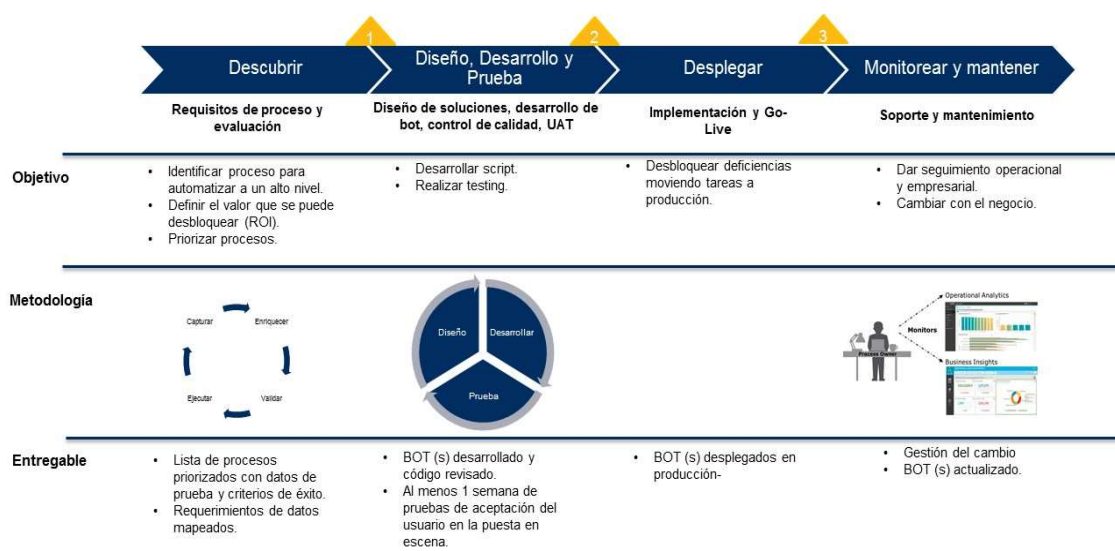 1
2
3
Descubrir
Diseño, Desarrollo y
Prueba
Desplegar
Monitorear y mantener
Requisitos de proceso y
evaluación
Diseño de soluciones, desarrollo de
bot, control de calidad, UAT
Implementación y Go-
Live
Soporte y mantenimiento
Objetivo
• Identificar proceso para
automatizar a un alto nivel.
• Definir el valor que se puede
desbloquear (ROI).
• Priorizar procesos.
• Desarrollar script.
• Realizar testing.
• Desbloquear deficiencias
moviendo tareas a
producción.
• Dar seguimiento operacional
y empresarial.
• Cambiar con el negocio.
Metodología
Capturar
Enriquecer
Ejecutar
Validar
Diseño
Desarrollar
Prueba
Operational Analytics
Monitors
Process Owner
Business Insights
Entregable
• Lista de procesos
priorizados con datos de
prueba y criterios de éxito.
• Requerimientos de datos
mapeados.
• BOT (s) desarrollado y
código revisado.
• Al menos 1 semana de
pruebas de aceptación del
usuario en la puesta en
escena.
• BOT (s) desplegados en
producción-
• Gestión del cambio
• BOT (s) actualizado.